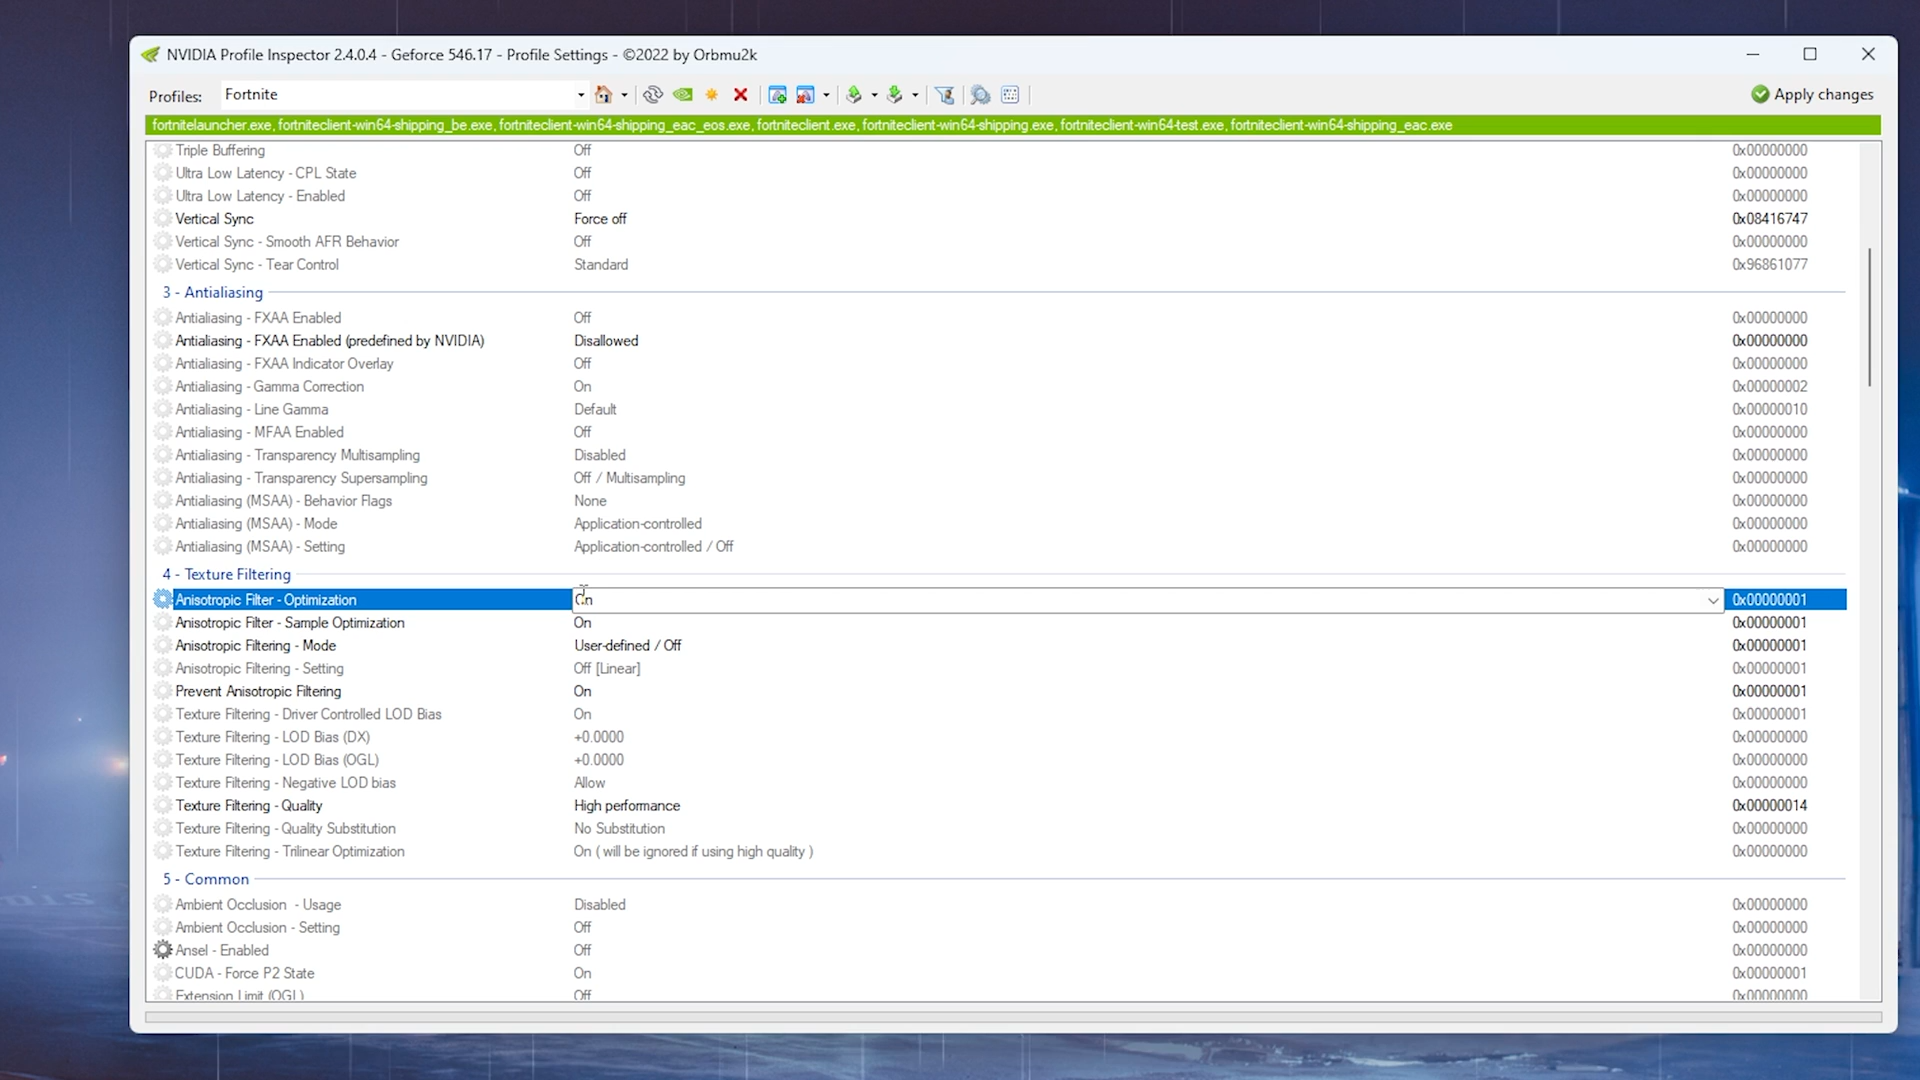 NVIDIA Profile Inspector 2.4.0.4 - Geforce 546.17 - Profile Settings - ©2022 by Orbmu2k
Profiles: Fortnite Apply changes
fortnitelauncher.exe, fortniteclient-win64-shipping_be.exe, fortniteclient-win64-shipping_eac_eos.exe, fortniteclient.exe, fortniteclient-win64-shipping.exe, fortniteclient-win64-test.exe, fortniteclient-win64-shipping_eac.exe
Triple Buffering Off 0x00000000
Ultra Low Latency - CPL State Off 0x00000000
Ultra Low Latency - Enabled Off 0x00000000
Vertical Sync Force off 0x08416747
Vertical Sync - Smooth AFR Behavior Off 0x00000000
Vertical Sync - Tear Control Standard 0x96861077
3 - Antialiasing
Antialiasing - FXAA Enabled Off 0x00000000
Antialiasing - FXAA Enabled (predefined by NVIDIA) Disallowed 0x00000000
Antialiasing - FXAA Indicator Overlay Off 0x00000000
Antialiasing - Gamma Correction On 0x00000002
Antialiasing - Line Gamma Default 0x00000010
Antialiasing - MFAA Enabled Off 0x00000000
Antialiasing - Transparency Multisampling Disabled 0x00000000
Antialiasing - Transparency Supersampling Off / Multisampling 0x00000000
Antialiasing (MSAA) - Behavior Flags None 0x00000000
Antialiasing (MSAA) - Mode Application-controlled 0x00000000
Antialiasing (MSAA) - Setting Application-controlled / Off 0x00000000
4 - Texture Filtering
Anisotropic Filter - Optimization On 0x00000001
Anisotropic Filter - Sample Optimization On 0x00000001
Anisotropic Filtering - Mode User-defined / Off 0x00000001
Anisotropic Filtering - Setting Off [Linear] 0x00000001
Prevent Anisotropic Filtering On 0x00000001
Texture Filtering - Driver Controlled LOD Bias On 0x00000001
Texture Filtering - LOD Bias (DX) +0.0000 0x00000000
Texture Filtering - LOD Bias (OGL) +0.0000 0x00000000
Texture Filtering - Negative LOD bias Allow 0x00000000
Texture Filtering - Quality High performance 0x00000014
Texture Filtering - Quality Substitution No Substitution 0x00000000
Texture Filtering - Trilinear Optimization On ( will be ignored if using high quality ) 0x00000000
5 - Common
Ambient Occlusion - Usage Disabled 0x00000000
Ambient Occlusion - Setting Off 0x00000000
Ansel - Enabled Off 0x00000000
CUDA - Force P2 State On 0x00000001
Extension Limit (OGL) Off 0x00000000